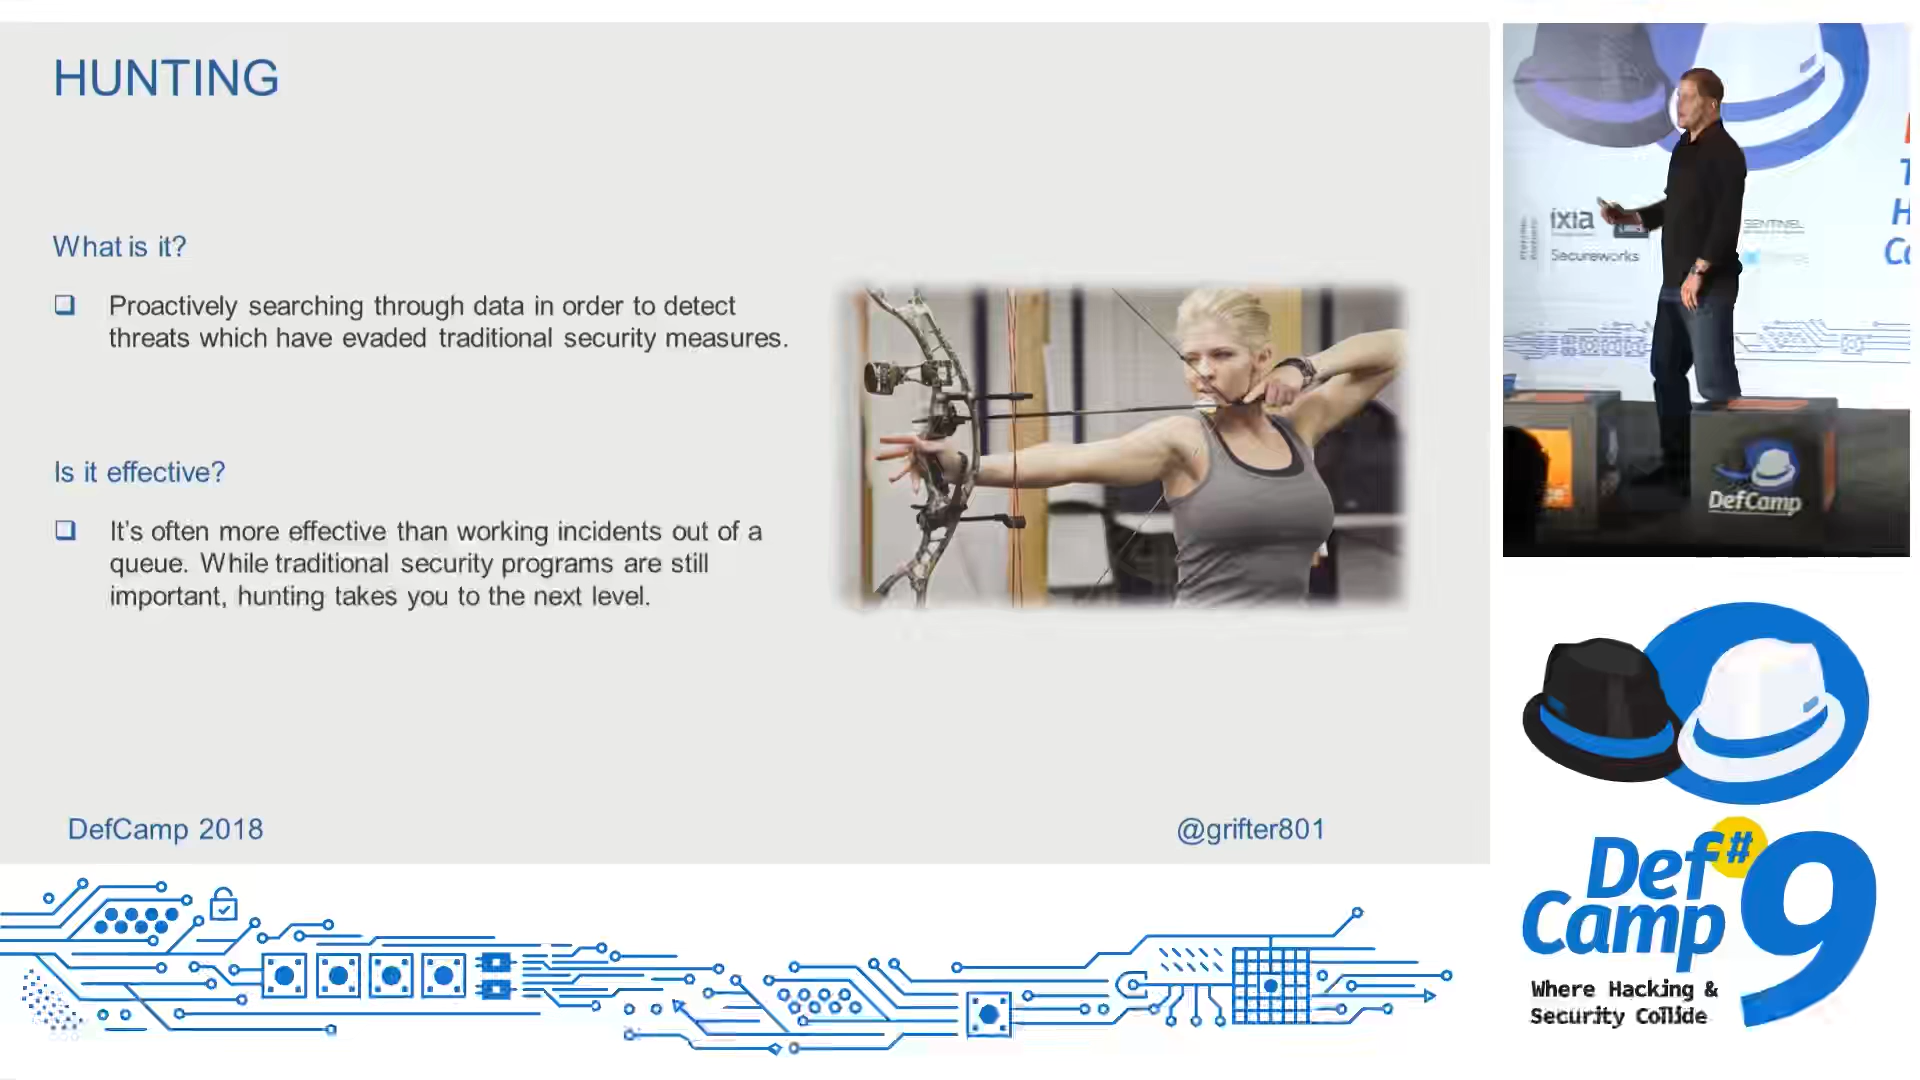 HUNTING
What is it?
Proactively searching through data in order to detect
threats which have evaded traditional security measures.
Is it effective?
It's often more effective than working incidents out of a
queue. While traditional security programs are still
important, hunting takes you to the next level.
DefCamp 2018
@grifter801
ixia
SENTINEL
Secureworks
DefCamp
Def
#
Camp
9
Where Hacking &
Security Collide